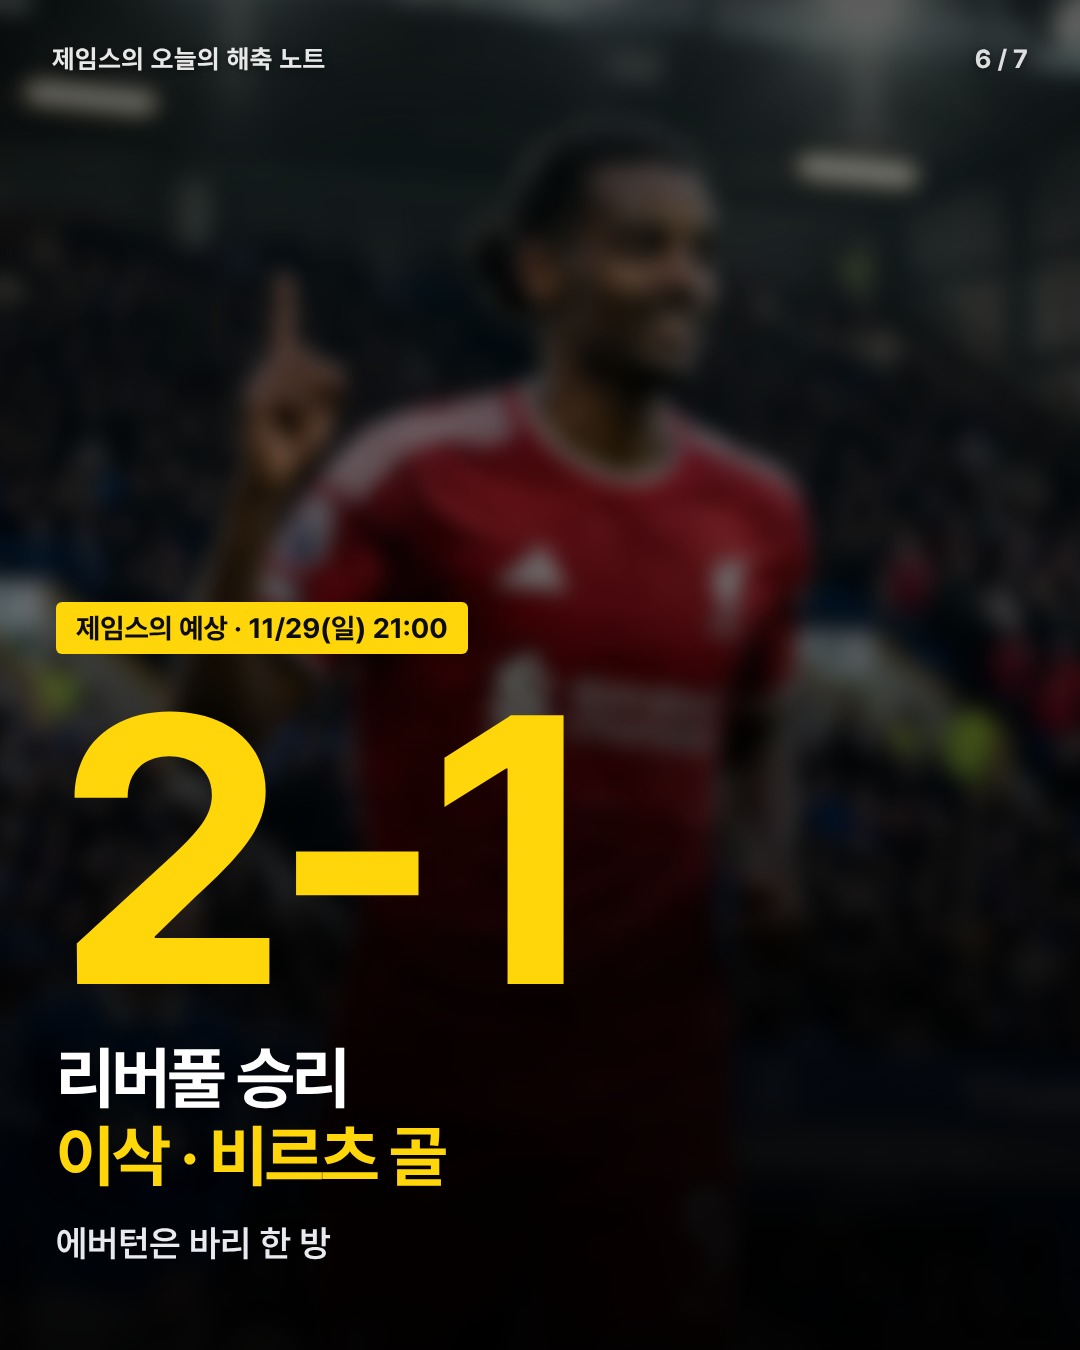 제임스의 오늘의 해축 노트
6 / 7
제임스의 예상 · 11/29(일) 21:00
2-1
리버풀 승리
이삭 · 비르츠 골
에버턴은 바리 한 방